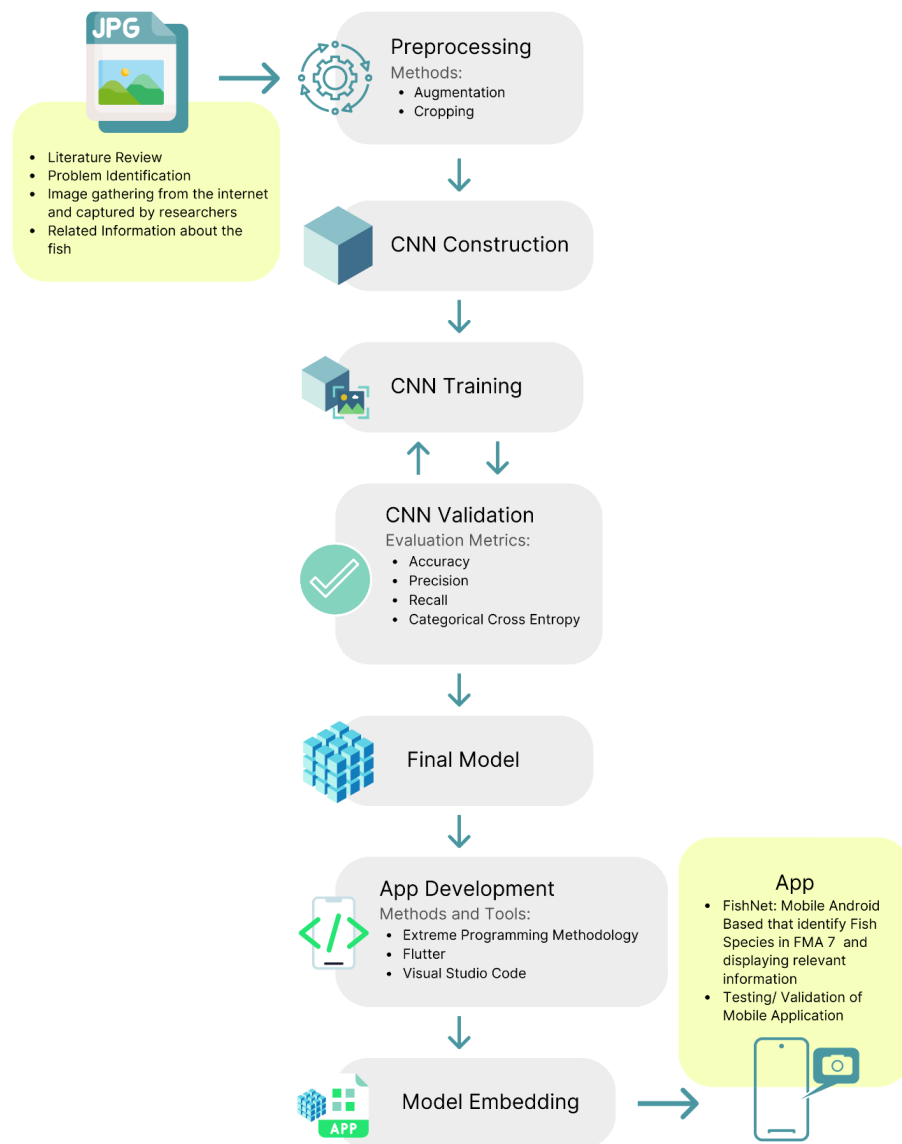 JPG
• Literature Review
• Problem Identification
• Image gathering from the internet
and captured by researchers
• Related Information about the
fish
Preprocessing
Methods:
• Augmentation
• Cropping
CNN Construction
CNN Training
CNN Validation
Evaluation Metrics:
• Accuracy
• Precision
• Recall
• Categorical Cross Entropy
Final Model
App Development
Methods and Tools:
• Extreme Programming Methodology
• Flutter
• Visual Studio Code
</>
Model Embedding
APP
App
• FishNet: Mobile Android
Based that identify Fish
Species in FMA 7 and
displaying relevant
information
• Testing/ Validation of
Mobile Application